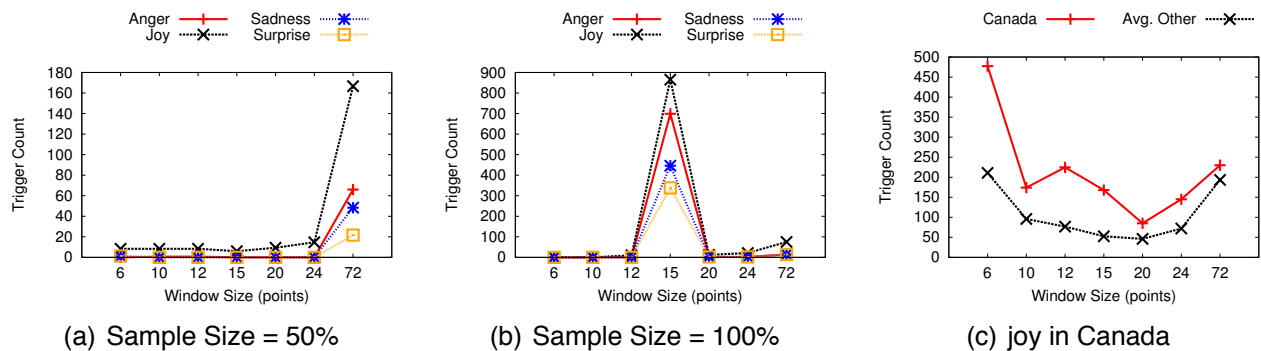 Anger Sadness
Joy Surprise
180
160
140
120
100
80
60
40
20
0
Trigger Count
6 10 12 15 20 24 72
Window Size (points)
(a) Sample Size = 50%
Anger Sadness
Joy Surprise
900
800
700
600
500
400
300
200
100
0
Trigger Count
6 10 12 15 20 24 72
Window Size (points)
(b) Sample Size = 100%
Canada Avg. Other
500
450
400
350
300
250
200
150
100
50
0
Trigger Count
6 10 12 15 20 24 72
Window Size (points)
(c) joy in Canada